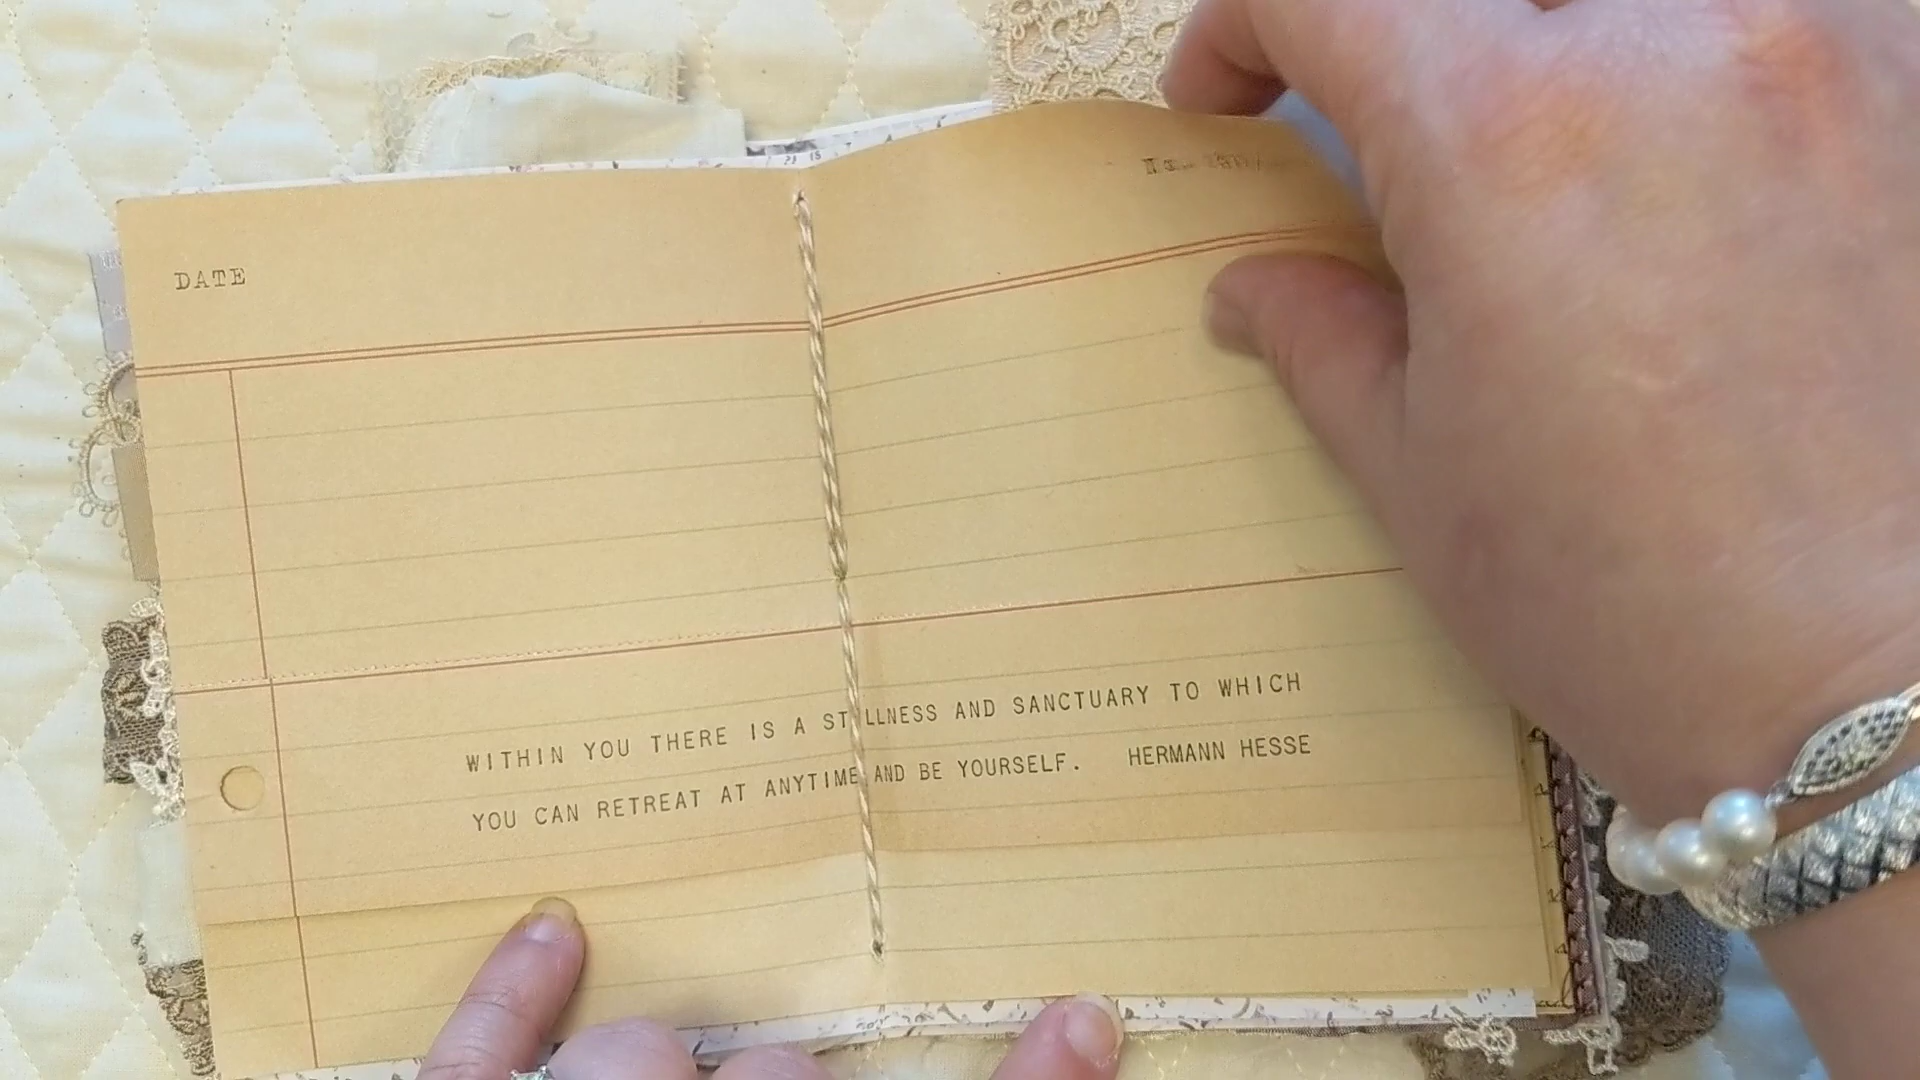 DATE
WITHIN YOU THERE IS A STILLNESS AND SANCTUARY TO WHICH
YOU CAN RETREAT AT ANYTIME AND BE YOURSELF. HERMANN HESSE